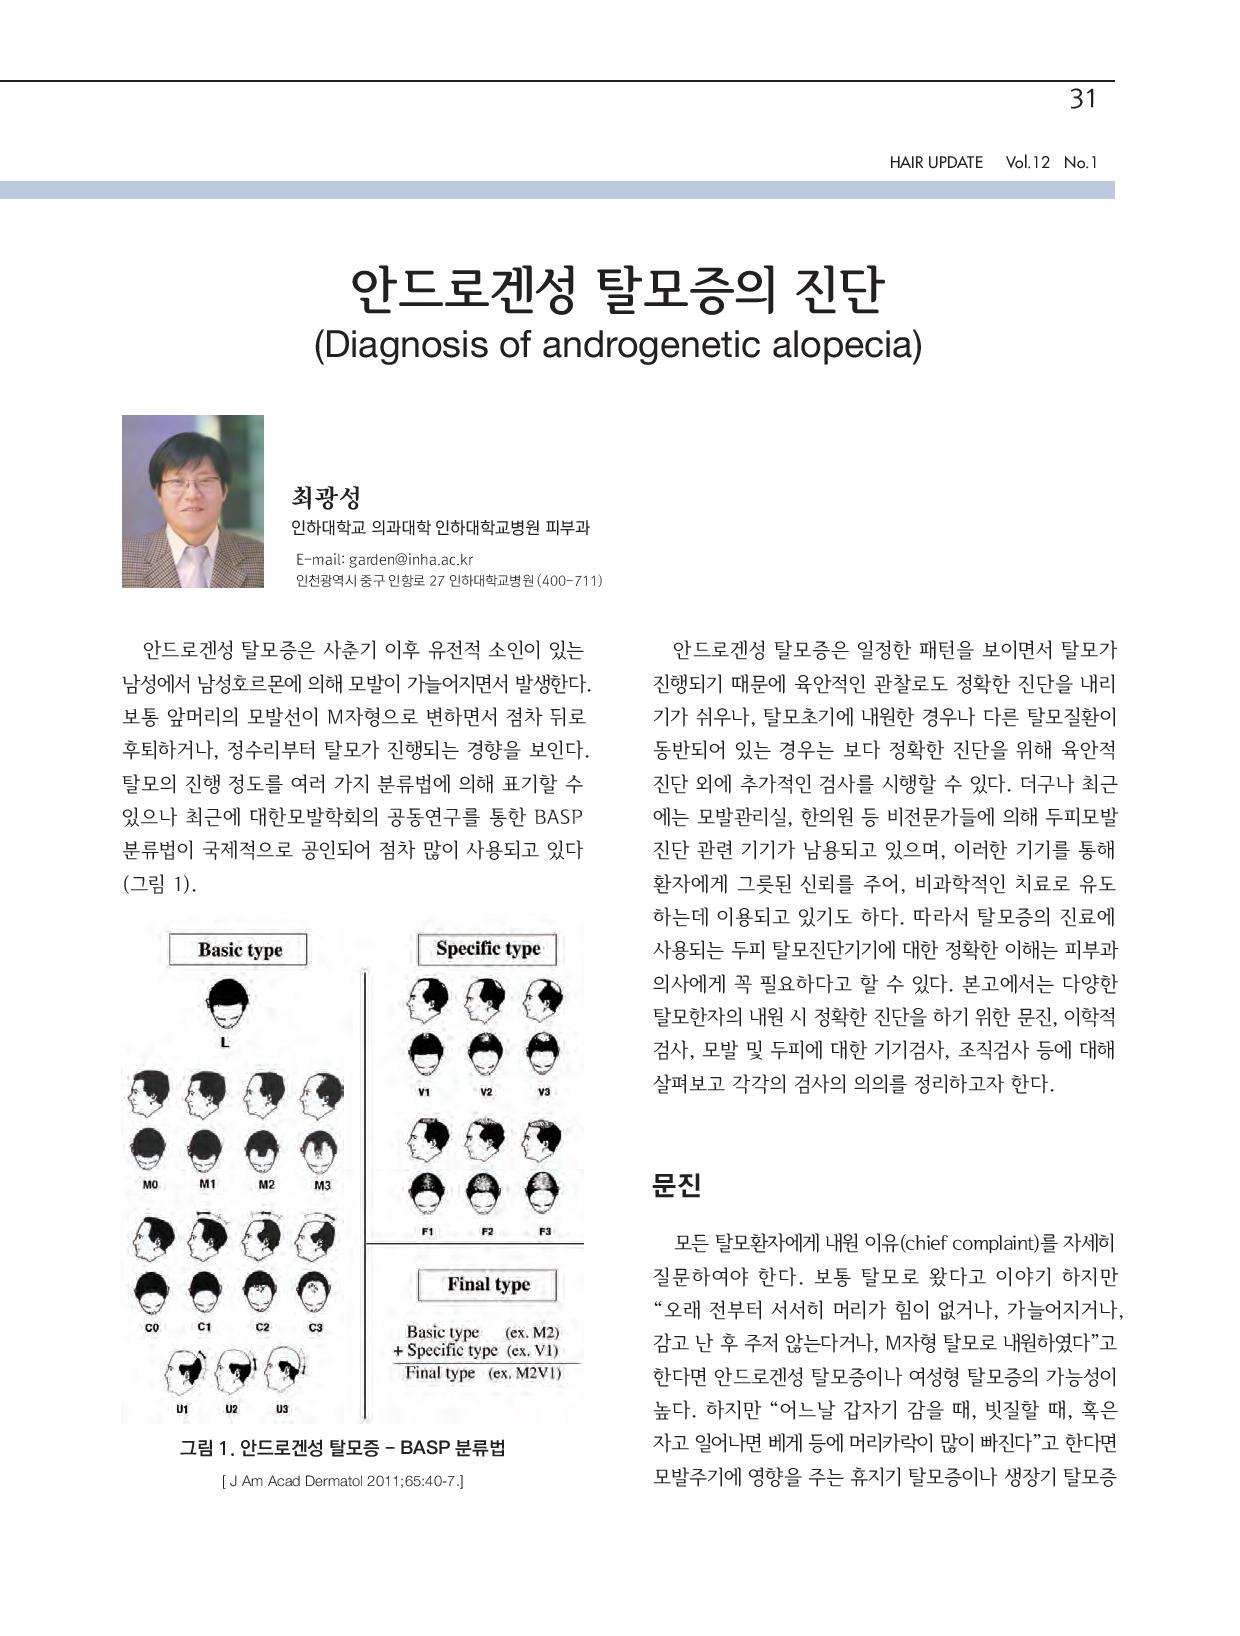 31
HAIR UPDATE Vol.12 No.1
안드로겐성 탈모증의 진단
(Diagnosis of androgenetic alopecia)
최광성
인하대학교 의과대학 인하대학교병원 피부과
E-mail: garden@inha.ac.kr
인천광역시 중구 인항로 27 인하대학교병원 (400-711)
안드로겐성 탈모증은 사춘기 이후 유전적 소인이 있는
남성에서 남성호르몬에 의해 모발이 가늘어지면서 발생한다.
보통 앞머리의 모발선이 M자형으로 변하면서 점차 뒤로
후퇴하거나, 정수리부터 탈모가 진행되는 경향을 보인다.
탈모의 진행 정도를 여러 가지 분류법에 의해 표기할 수
있으나 최근에 대한모발학회의 공동연구를 통한 BASP
분류법이 국제적으로 공인되어 점차 많이 사용되고 있다
(그림 1).
Basic type
L
M0 M1 M2 M3
C0 C1 C2 C3
U1 U2 U3
Specific type
V1 V2 V3
F1 F2 F3
Final type
Basic type (ex. M2)
+ Specific type (ex. V1)
Final type (ex. M2V1)
그림 1. 안드로겐성 탈모증 – BASP 분류법
[ J Am Acad Dermatol 2011;65:40-7.]
안드로겐성 탈모증은 일정한 패턴을 보이면서 탈모가
진행되기 때문에 육안적인 관찰로도 정확한 진단을 내리
기가 쉬우나, 탈모초기에 내원한 경우나 다른 탈모질환이
동반되어 있는 경우는 보다 정확한 진단을 위해 육안적
진단 외에 추가적인 검사를 시행할 수 있다. 더구나 최근
에는 모발관리실, 한의원 등 비전문가들에 의해 두피모발
진단 관련 기기가 남용되고 있으며, 이러한 기기를 통해
환자에게 그릇된 신뢰를 주어, 비과학적인 치료로 유도
하는데 이용되고 있기도 하다. 따라서 탈모증의 진료에
사용되는 두피 탈모진단기기에 대한 정확한 이해는 피부과
의사에게 꼭 필요하다고 할 수 있다. 본고에서는 다양한
탈모한자의 내원 시 정확한 진단을 하기 위한 문진, 이학적
검사, 모발 및 두피에 대한 기기검사, 조직검사 등에 대해
살펴보고 각각의 검사의 의의를 정리하고자 한다.
문진
모든 탈모환자에게 내원 이유(chief complaint)를 자세히
질문하여야 한다. 보통 탈모로 왔다고 이야기 하지만
“오래 전부터 서서히 머리가 힘이 없거나, 가늘어지거나,
감고 난 후 주저 않는다거나, M자형 탈모로 내원하였다”고
한다면 안드로겐성 탈모증이나 여성형 탈모증의 가능성이
높다. 하지만 “어느날 갑자기 감을 때, 빗질할 때, 혹은
자고 일어나면 베게 등에 머리카락이 많이 빠진다”고 한다면
모발주기에 영향을 주는 휴지기 탈모증이나 생장기 탈모증